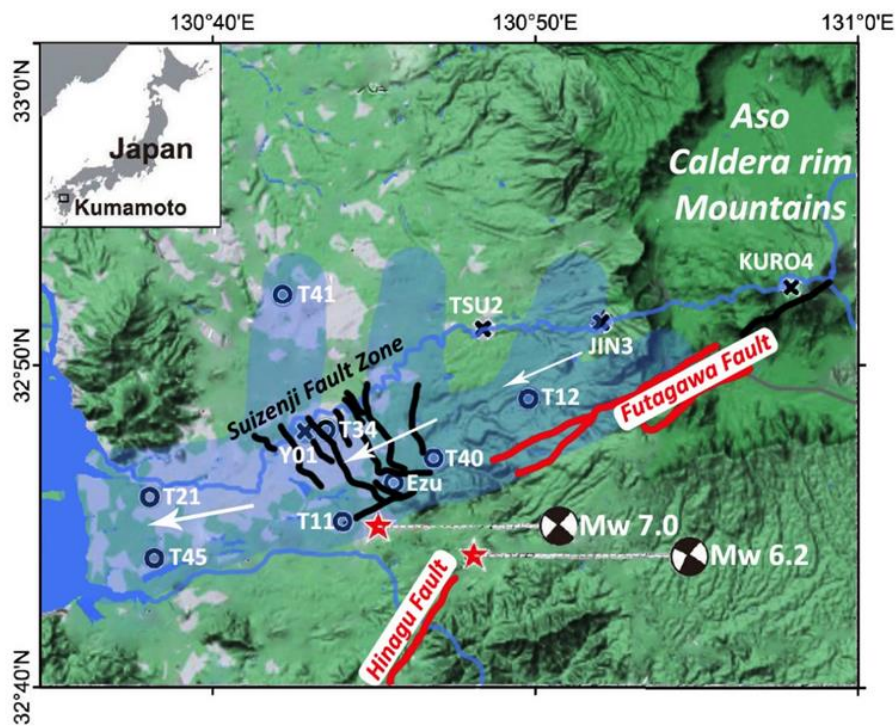 130°40'E
130°50'E
131°0'E
33°0'N
32°50'N
32°40'N
Japan
Kumamoto
Aso
Caldera rim
Mountains
KURO4
T41
TSU2
JIN3
Suizenji Fault Zone
Futagawa Fault
T12
T34
Y01
T40
Ezu
T21
T11
Mw 7.0
T45
Mw 6.2
Hinagu Fault